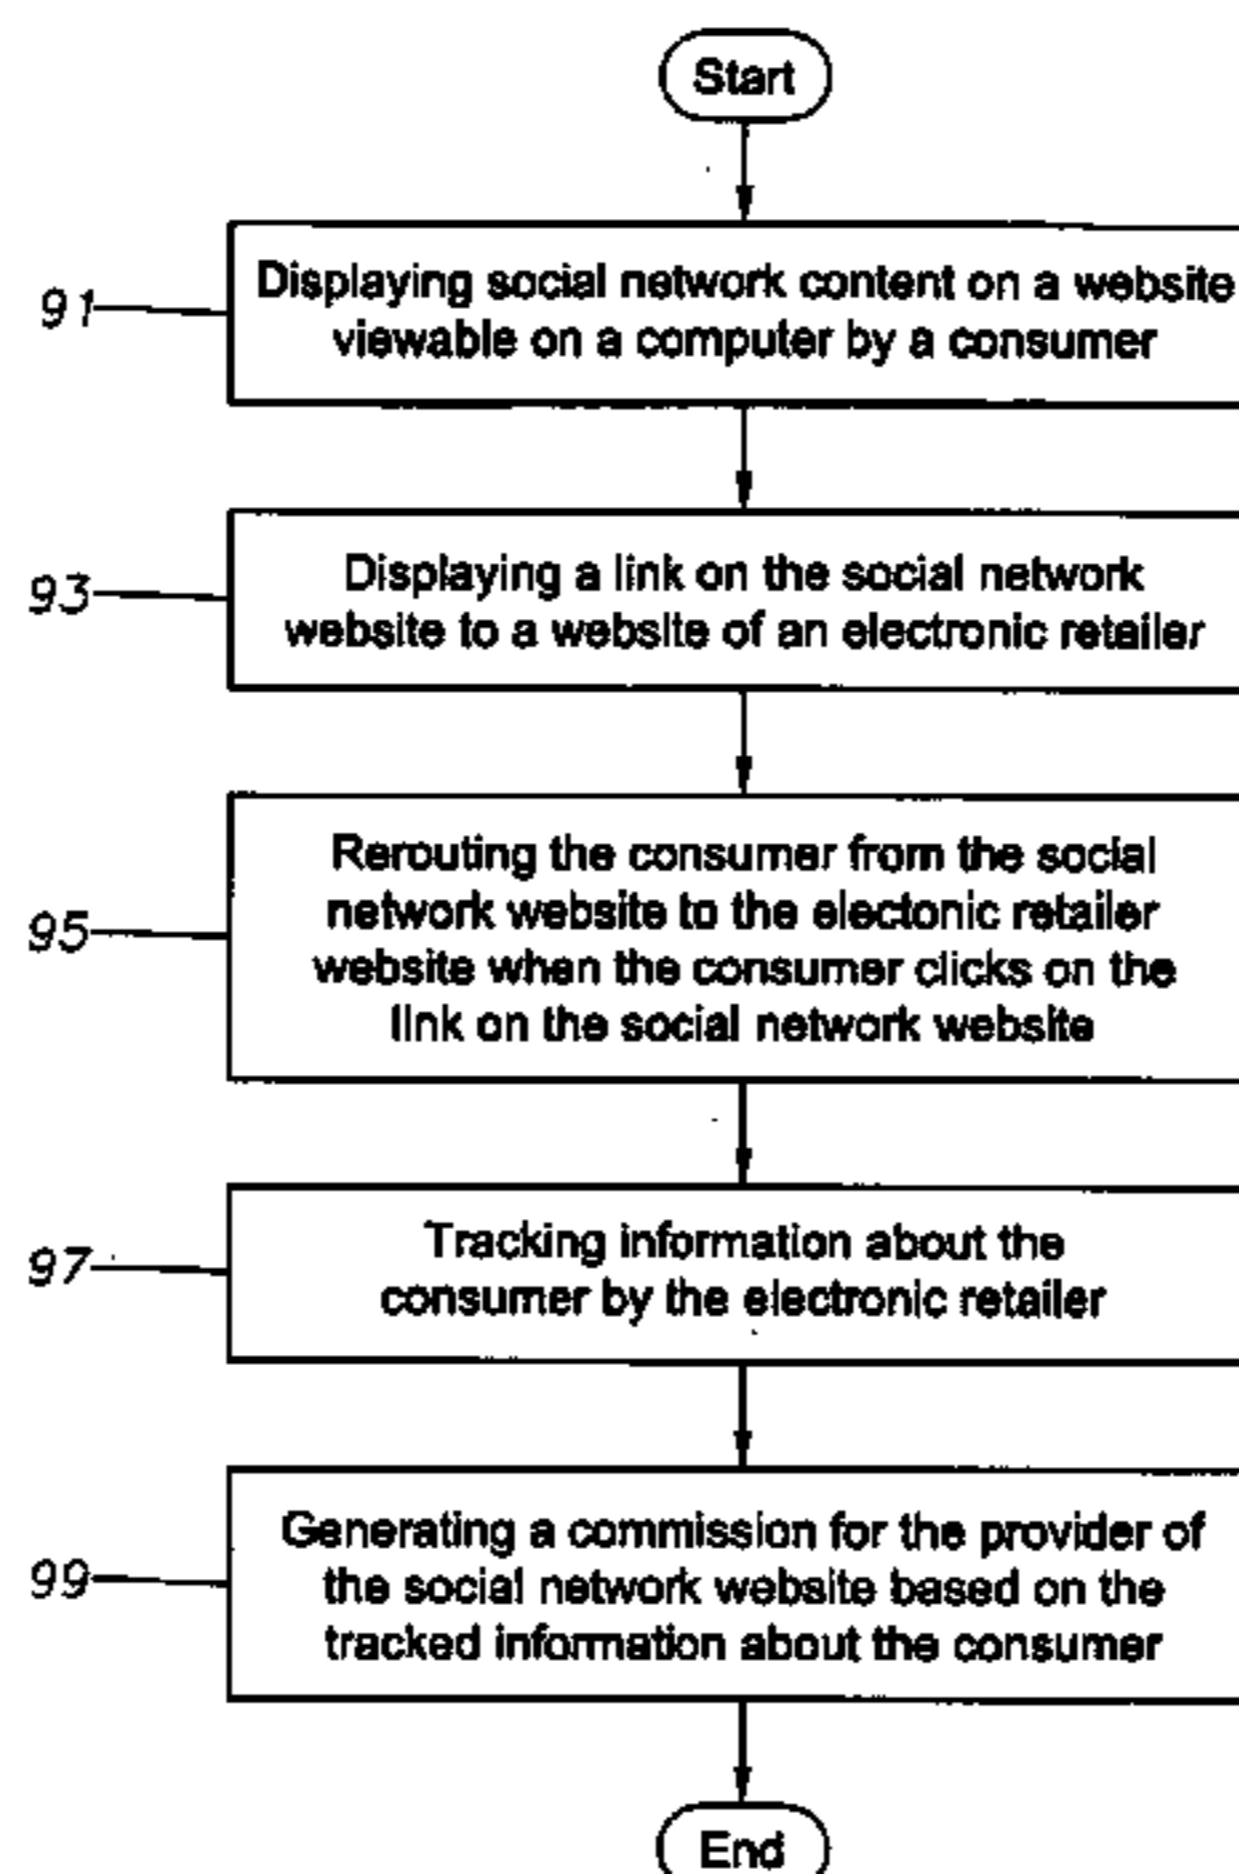 Start
91
Displaying social network content on a website
viewable on a computer by a consumer
93
Displaying a link on the social network
website to a website of an electronic retailer
95
Rerouting the consumer from the social
network website to the electonic retailer
website when the consumer clicks on the
link on the social network website
97
Tracking information about the
consumer by the electronic retailer
99
Generating a commission for the provider of
the social network website based on the
tracked information about the consumer
End